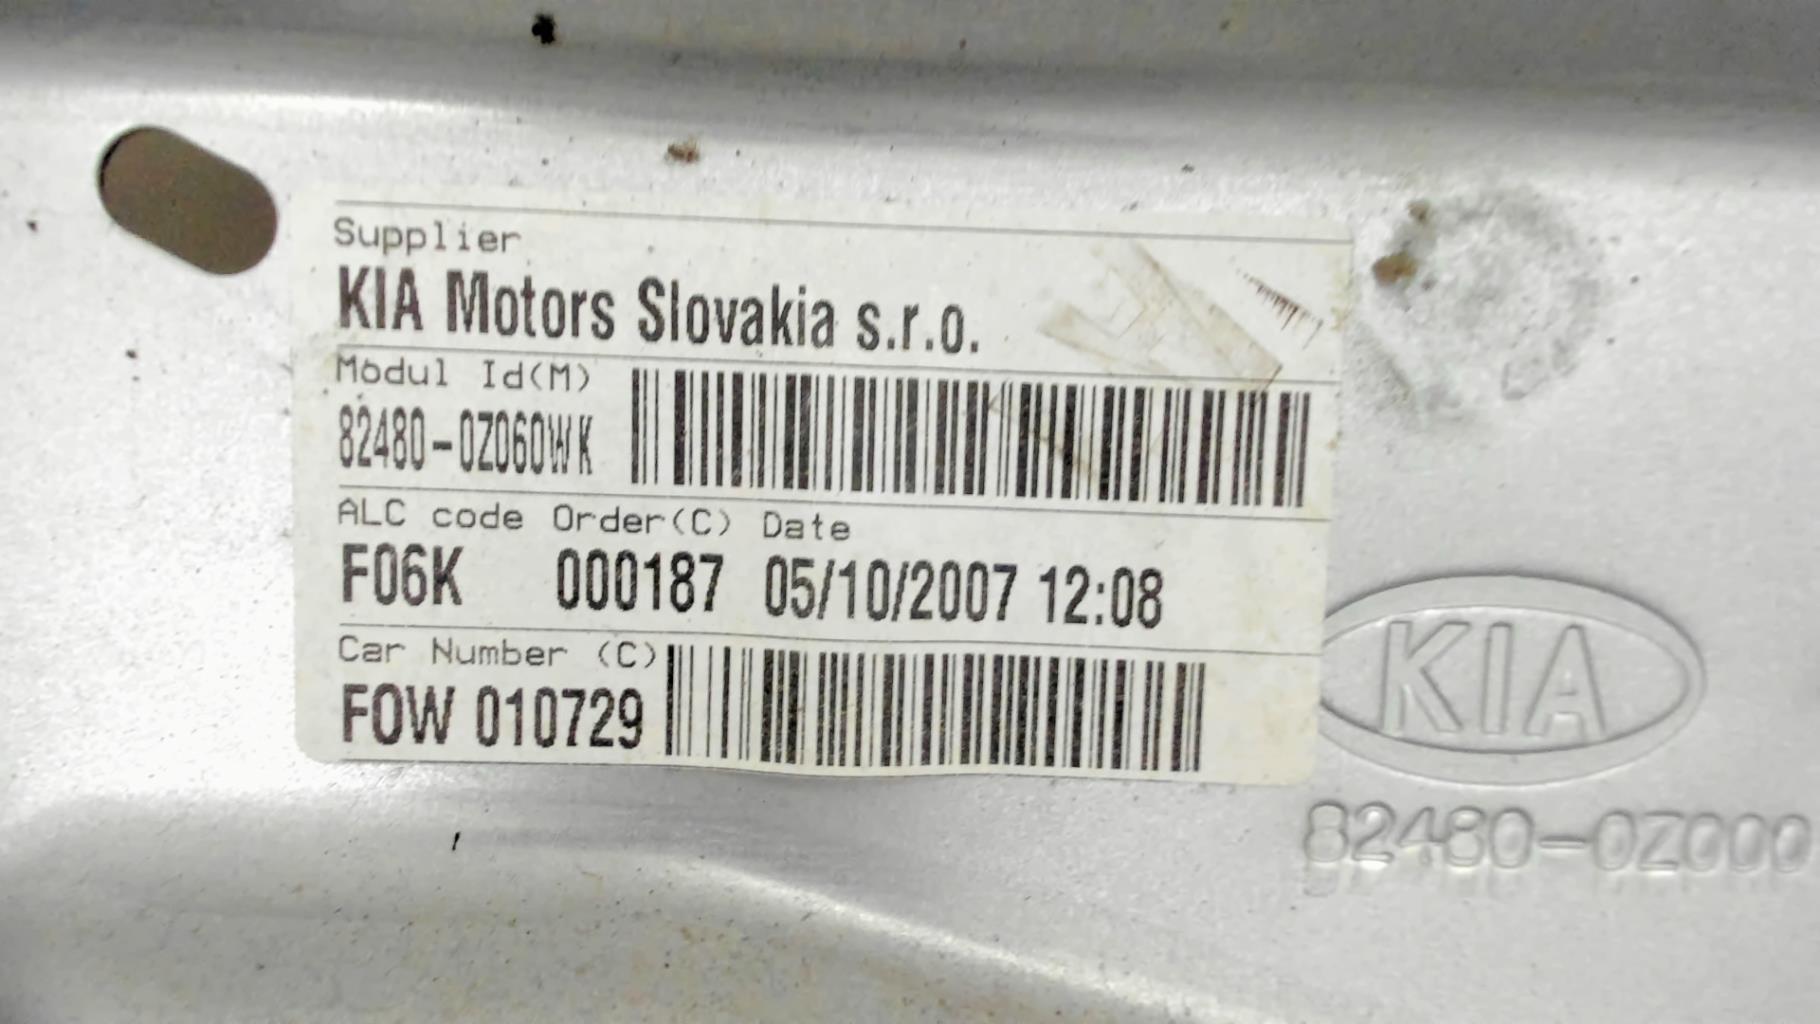 Supplier
KIA Motors Slovakia s.r.o.
Modul Id(M)
82480-0Z060WK
ALC code Order(C) Date
F06K 000187 05/10/2007 12:08
Car Number (C)
FOW 010729
KIA
82480-0Z000